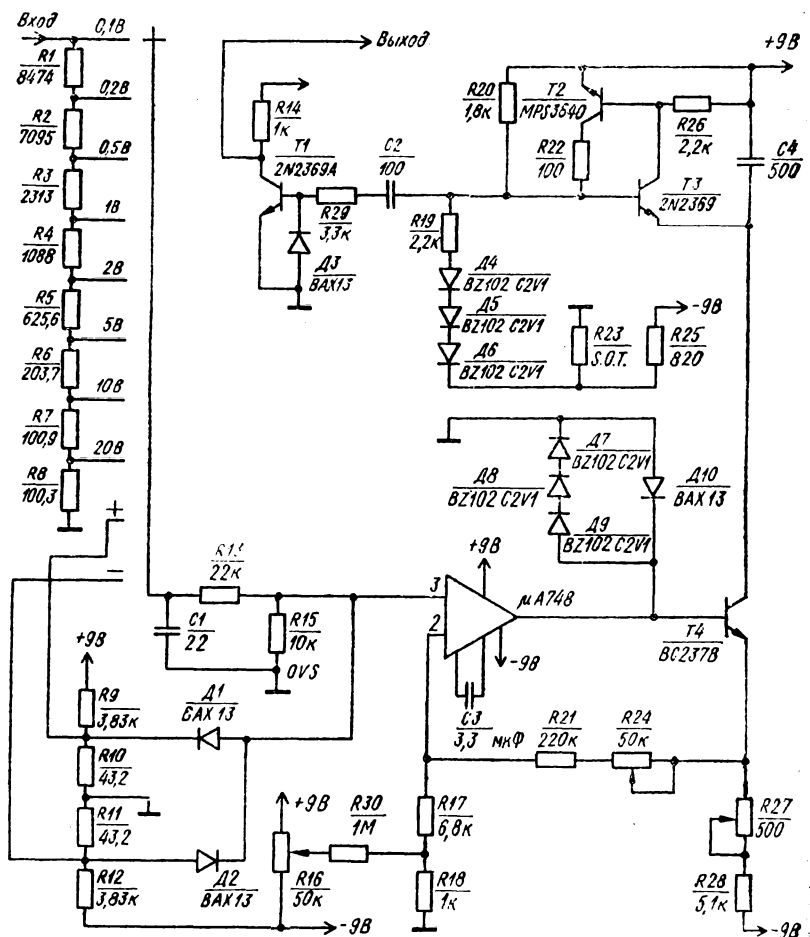 Вход
0,1В
R1
8474
0,2В
R2
7095
0,5В
R3
2313
1В
R4
1088
2В
R5
625,6
5В
R6
203,7
10В
R7
100,9
20В
R8
100,3
+
−
Выход
R14
1к
T1
2N2369A
C2
100
R29
3,3к
Д3
BAX13
R20
1,8к
T2
MPS3640
R22
100
R26
2,2к
+9В
C4
500
T3
2N2369
R19
2,2к
Д4
BZ102 C2V1
Д5
BZ102 C2V1
Д6
BZ102 C2V1
R23
S.O.T.
R25
820
-9В
Д7
BZ102 C2V1
Д8
BZ102 C2V1
Д9
BZ102 C2V1
Д10
BAX13
R13
22к
C1
22
R15
10к
OVS
3
2
+9В
-9В
μA748
C3
3,3 мкФ
T4
BC237B
+9В
R9
3,83к
R10
43,2
R11
43,2
R12
3,83к
Д1
BAX13
Д2
BAX13
+9В
R16
50к
-9В
R30
1М
R17
6,8к
R18
1к
R21
220к
R24
50к
R27
500
R28
5,1к
-9В